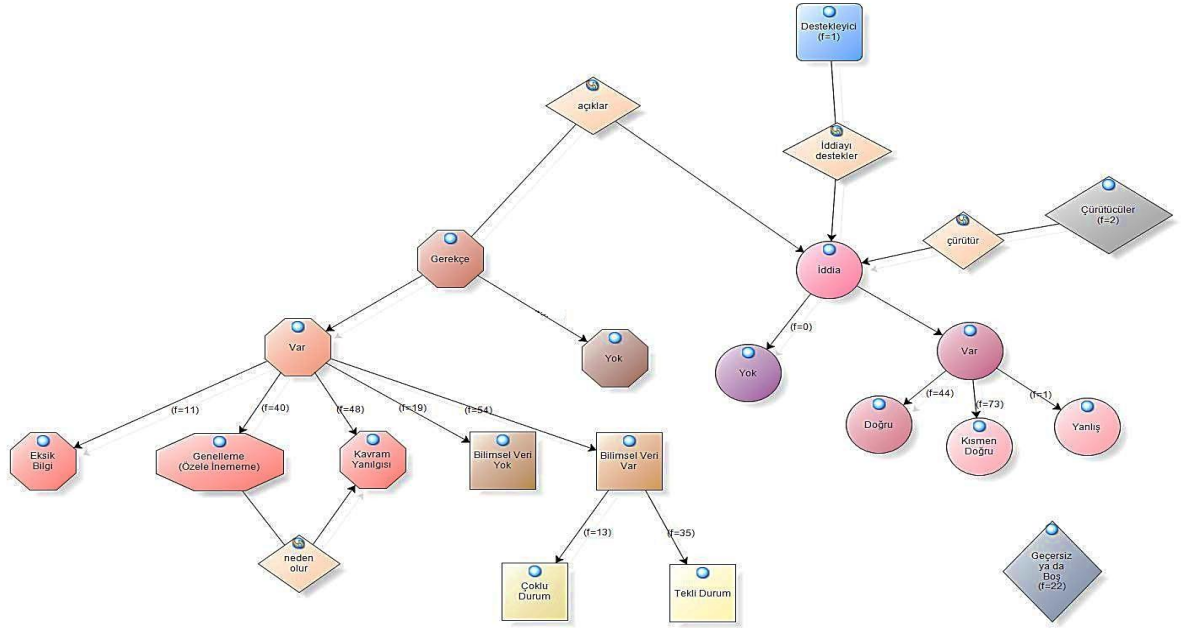 Destekleyici
(f=1)
açıklar
İddiayı
destekler
Çürütücüler
(f=2)
çürütür
Gerekçe
İddia
(f=0)
Var
Yok
Yok
Var
(f=11)
(f=40)
(f=48)
(f=19)
(f=54)
(f=44)
(f=73)
(f=1)
Doğru
Kısmen
Doğru
Yanlış
Eksik
Bilgi
Genelleme
(Özele İnememe)
Kavram
Yanılgısı
Bilimsel Veri
Yok
Bilimsel Veri
Var
(f=13)
(f=35)
neden
olur
Çoklu
Durum
Tekli Durum
Geçersiz
ya da
Boş
(f=22)